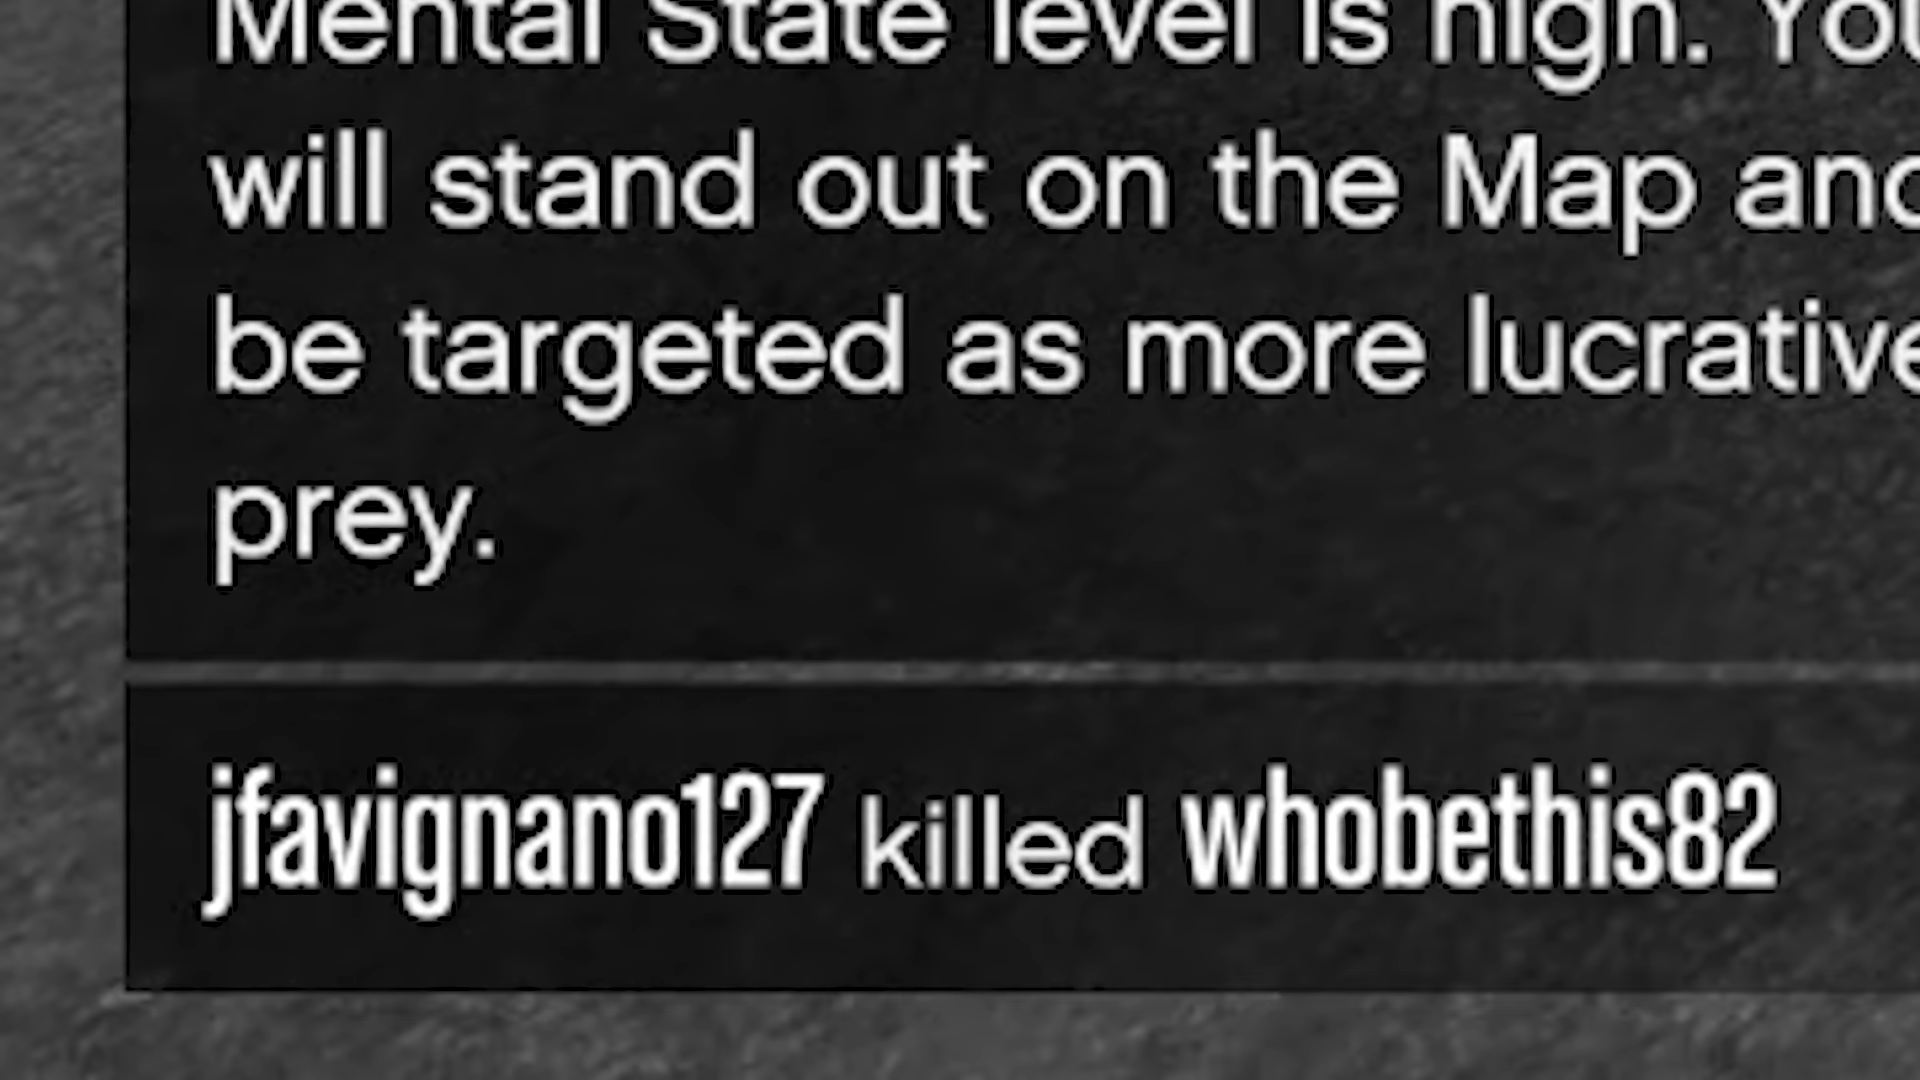 Mental State level is high. You
will stand out on the Map and
be targeted as more lucrative
prey.
jfavignano127 killed whobethis82